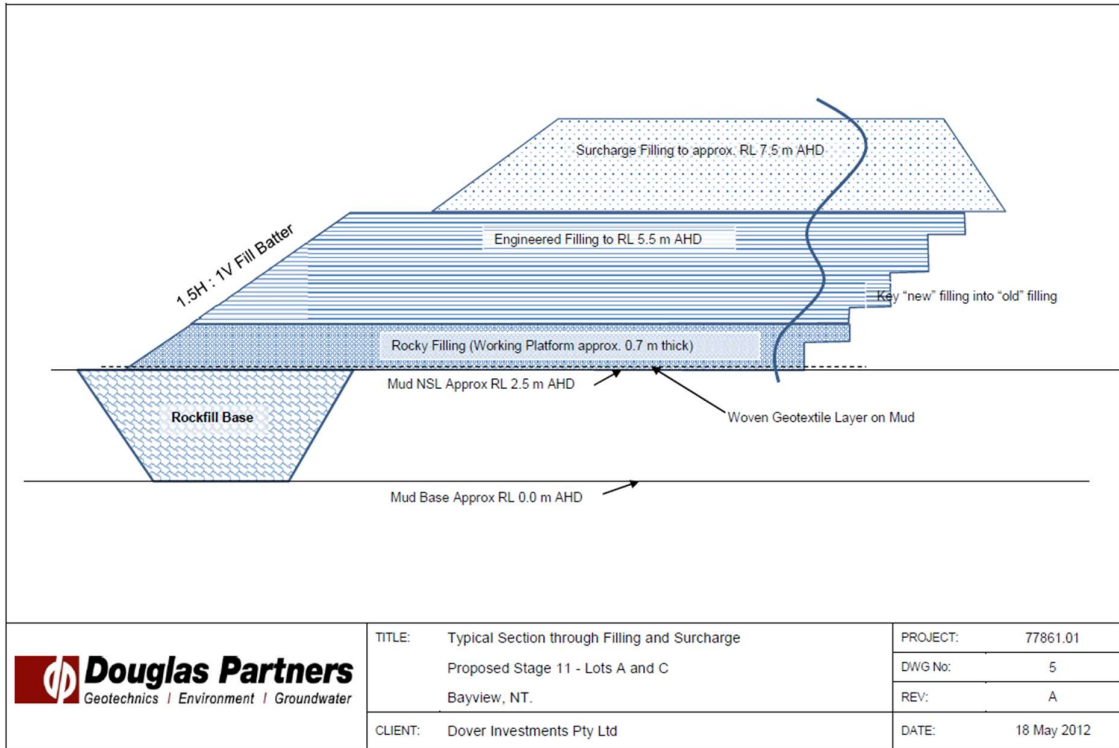 Surcharge Filling to approx. RL 7.5 m AHD
1.5H : 1V Fill Batter
Engineered Filling to RL 5.5 m AHD
Key “new” filling into “old” filling
Rocky Filling (Working Platform approx. 0.7 m thick)
Mud NSL Approx RL 2.5 m AHD
Rockfill Base
Woven Geotextile Layer on Mud
Mud Base Approx RL 0.0 m AHD
dp Douglas Partners
Geotechnics | Environment | Groundwater
TITLE: Typical Section through Filling and Surcharge
Proposed Stage 11 - Lots A and C
Bayview, NT.
CLIENT: Dover Investments Pty Ltd
PROJECT: 77861.01
DWG No: 5
REV: A
DATE: 18 May 2012